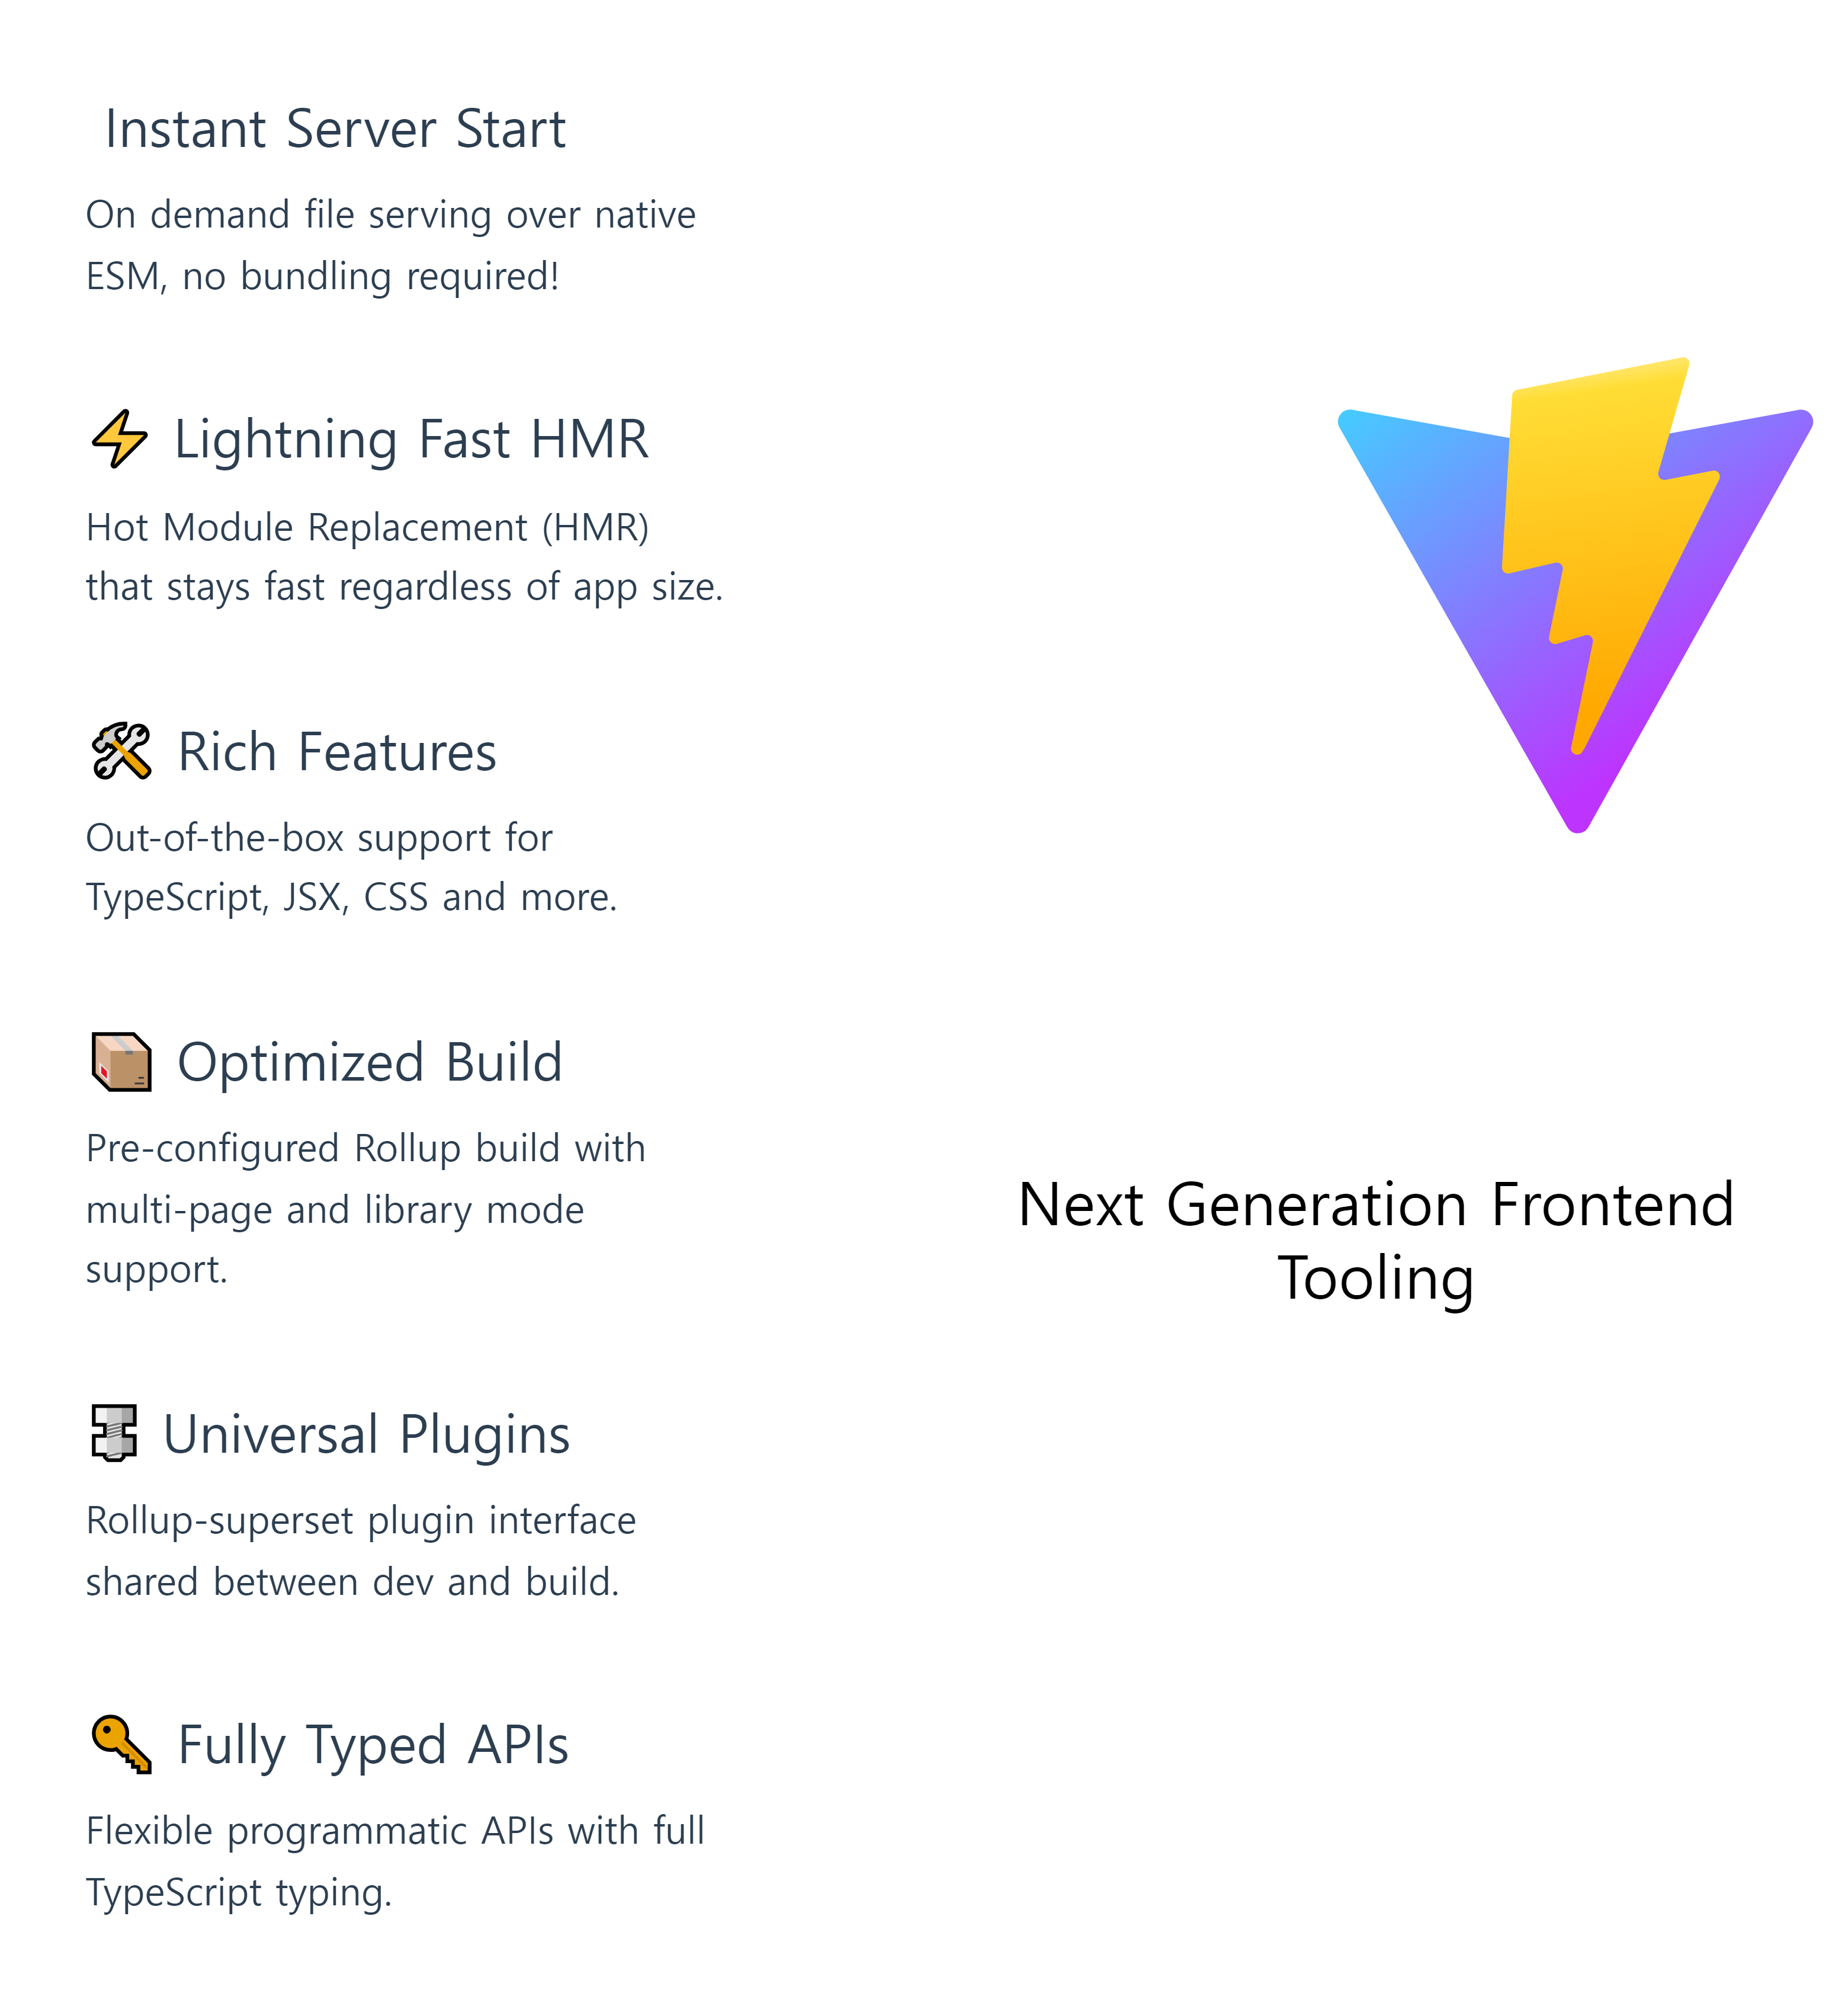 Instant Server Start
On demand file serving over native
ESM, no bundling required!
Lightning Fast HMR
Hot Module Replacement (HMR)
that stays fast regardless of app size.
Rich Features
Out-of-the-box support for
TypeScript, JSX, CSS and more.
Optimized Build
Pre-configured Rollup build with
multi-page and library mode
support.
Universal Plugins
Rollup-superset plugin interface
shared between dev and build.
Fully Typed APIs
Flexible programmatic APIs with full
TypeScript typing.
Next Generation Frontend
Tooling